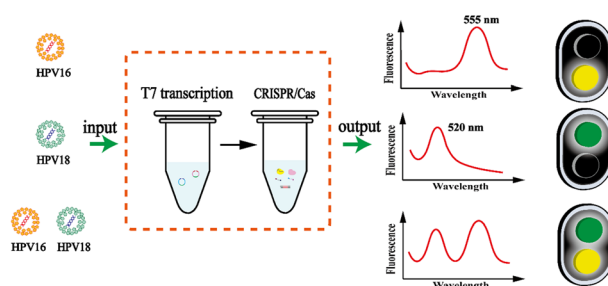 HPV16
HPV18
HPV16 HPV18
input
T7 transcription
CRISPR/Cas
output
555 nm
Fluorescence
Wavelength
520 nm
Fluorescence
Wavelength
Fluorescence
Wavelength